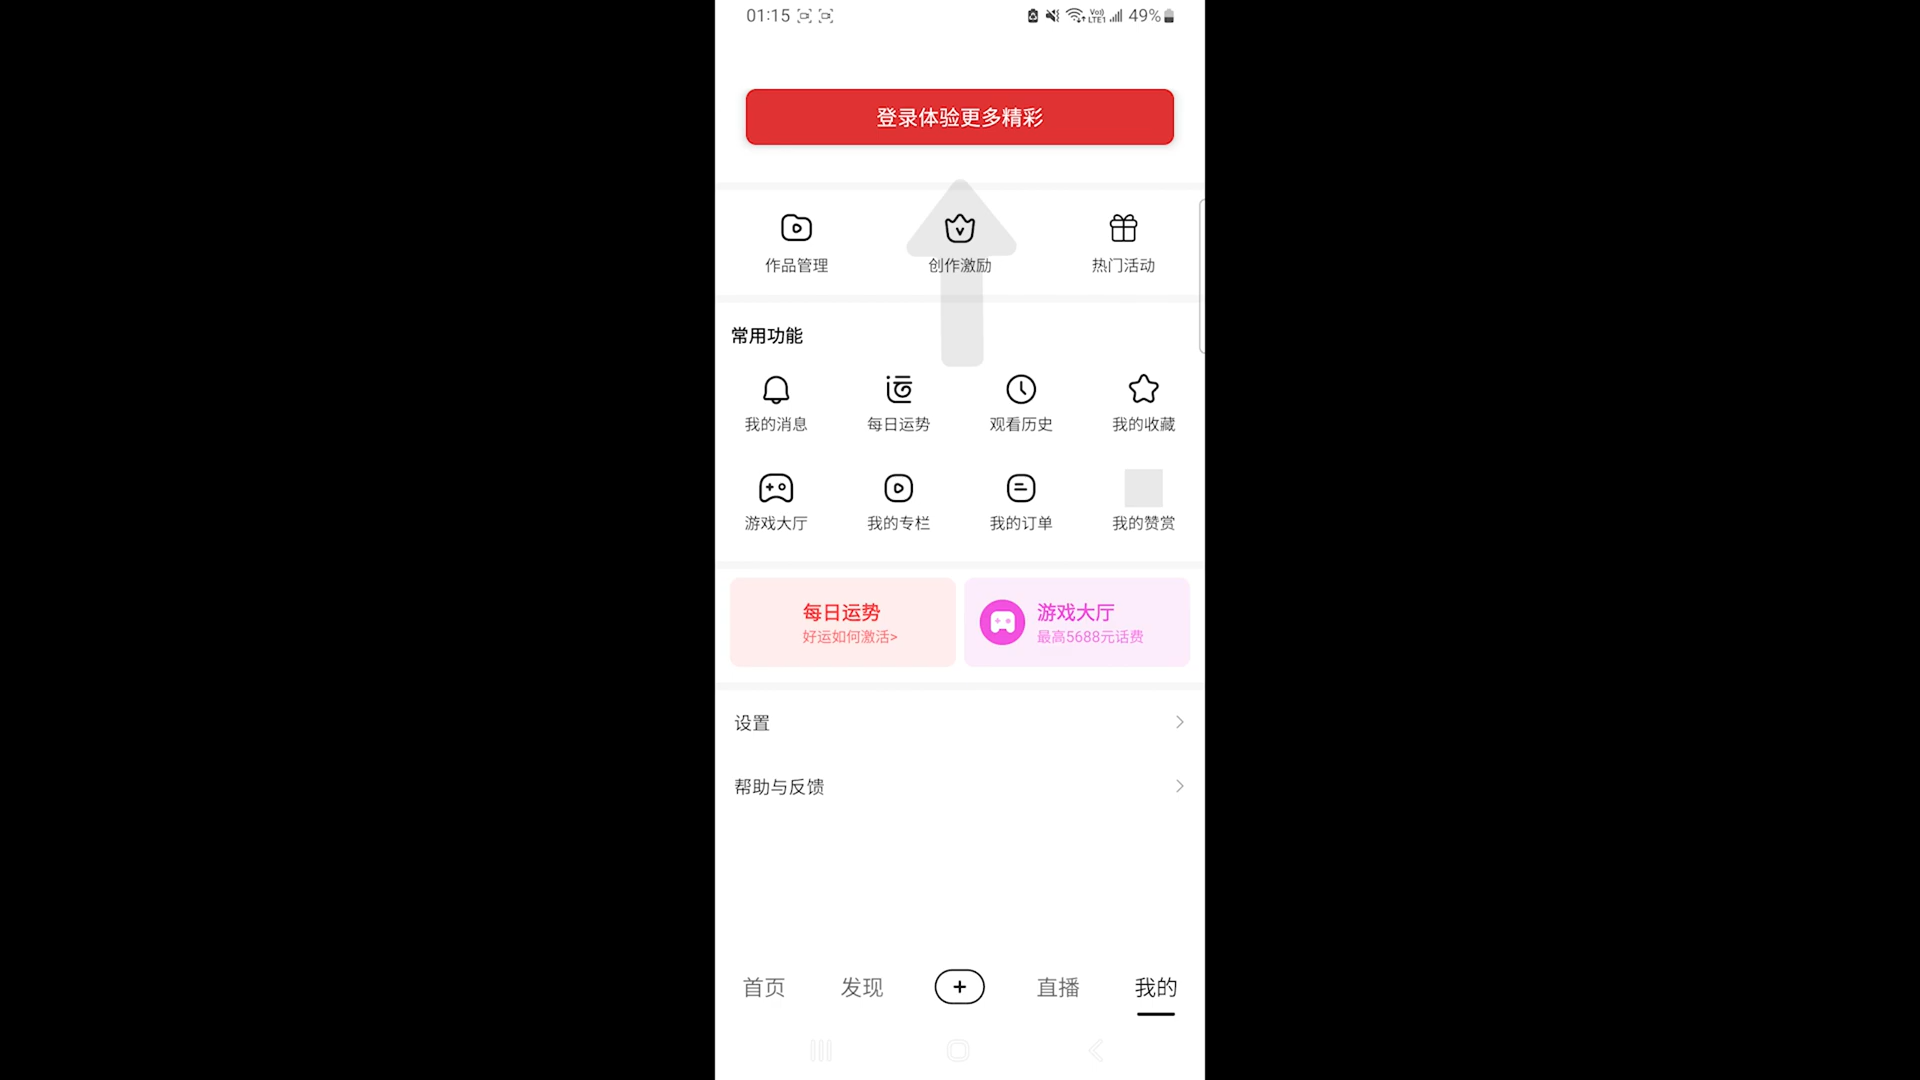 01:15 Vo) LTE1 49%
登录体验更多精彩
作品管理 创作激励 热门活动
常用功能
我的消息 每日运势 观看历史 我的收藏
游戏大厅 我的专栏 我的订单 我的赞赏
每日运势 游戏大厅
好运如何激活> 最高5688元话费
设置
帮助与反馈
首页 发现 + 直播 我的